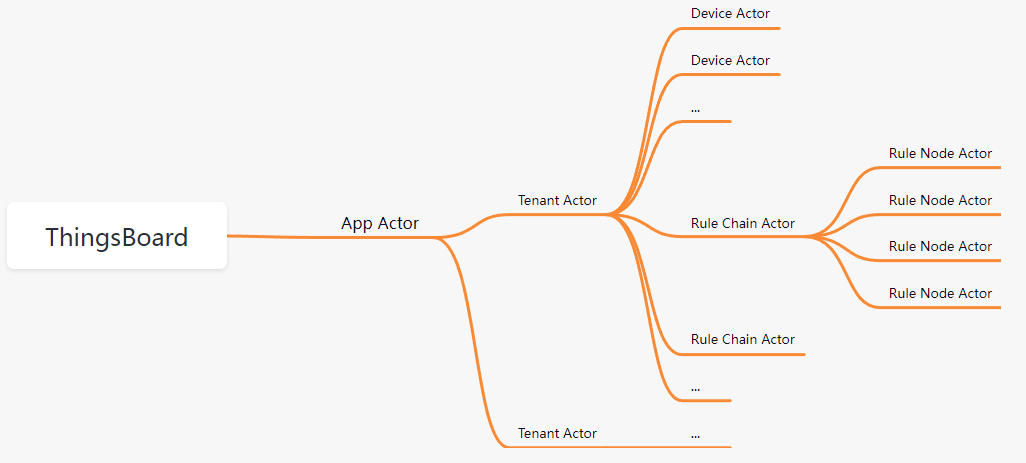 Device Actor
Device Actor
...
Rule Node Actor
Tenant Actor
Rule Node Actor
App Actor
Rule Chain Actor
ThingsBoard
Rule Node Actor
Rule Node Actor
Rule Chain Actor
...
Tenant Actor
...